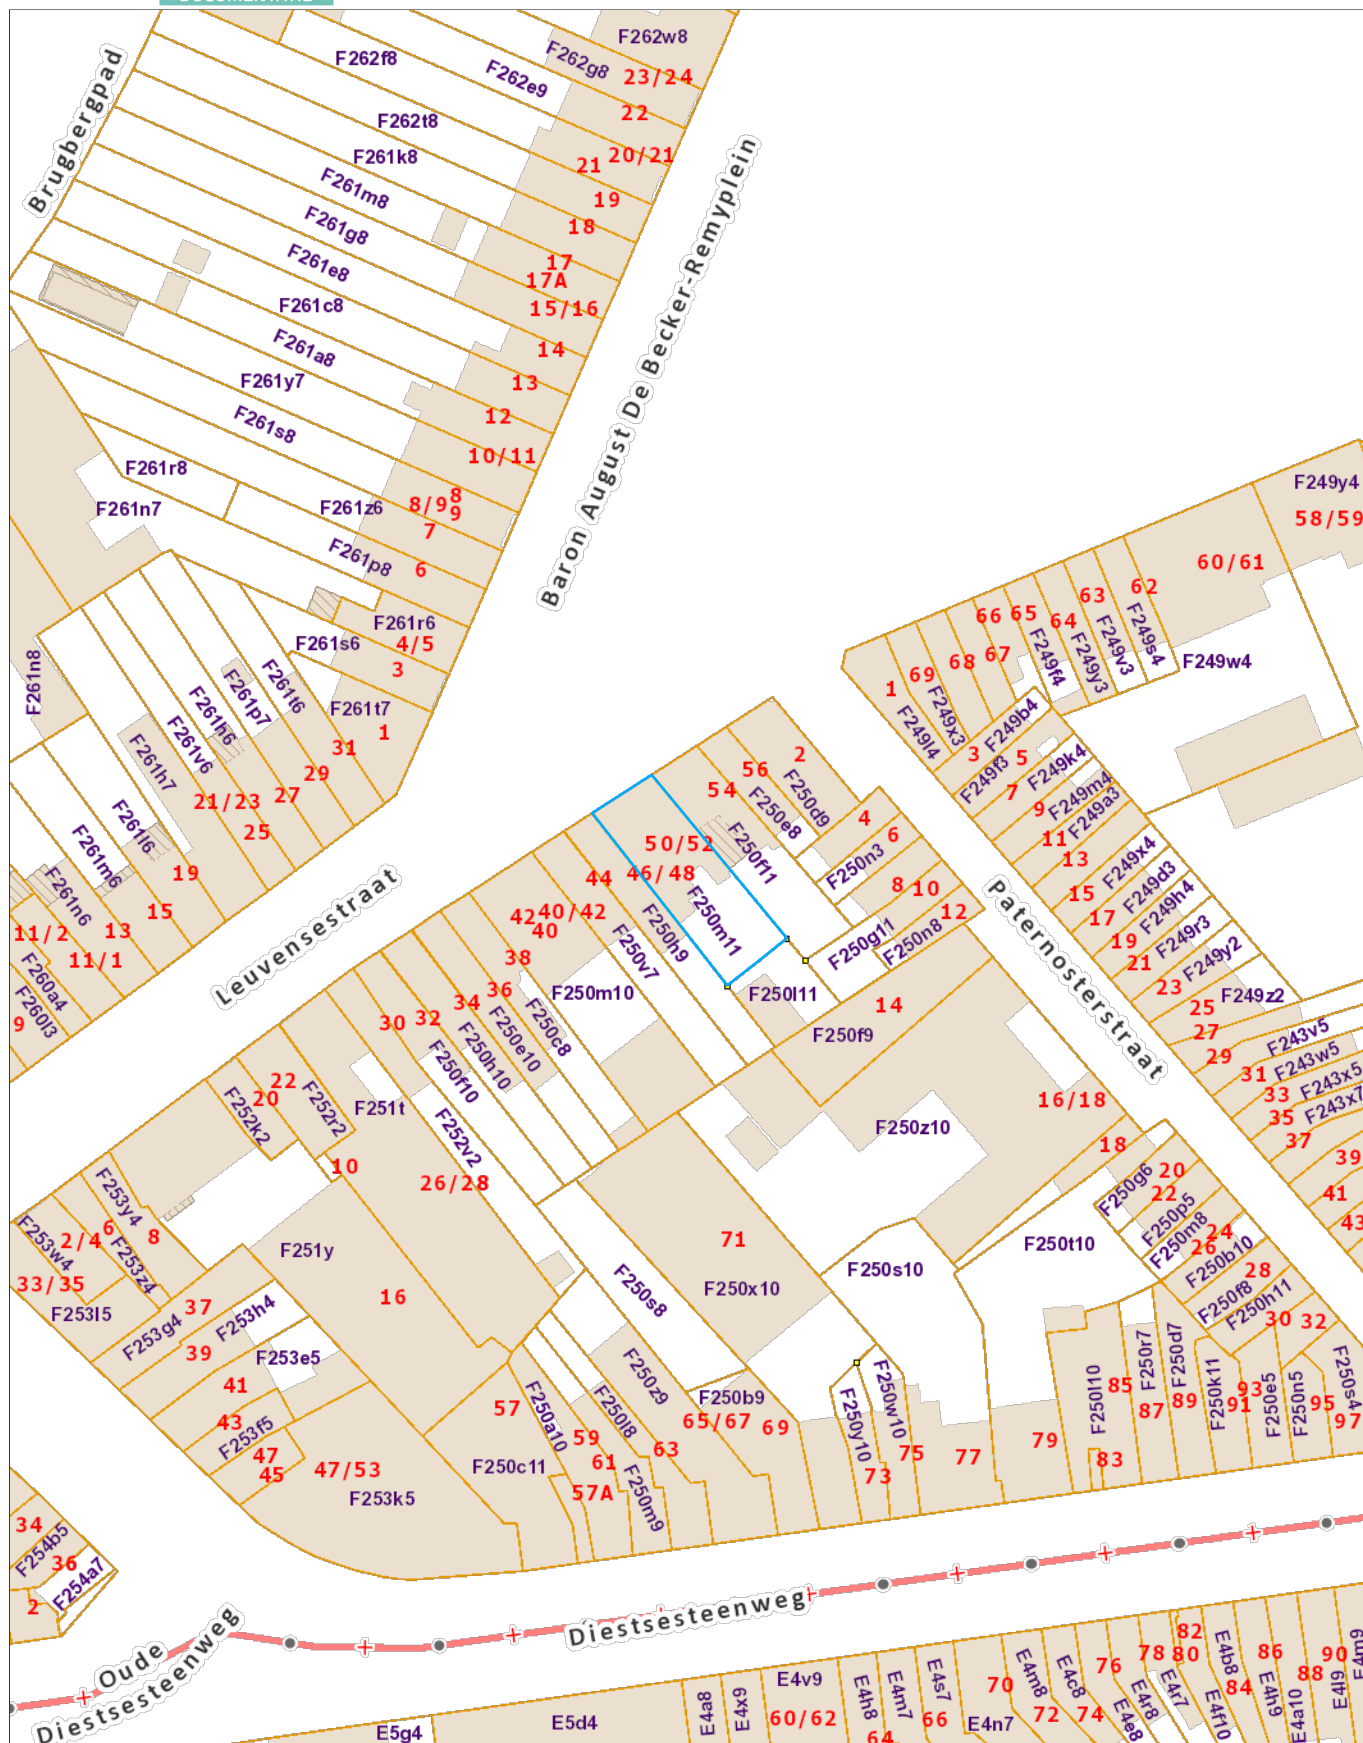 F262w8
F262g8
23/24
F262f8
F262e9
22
F262t8
20/21
21
F261k8
19
F261m8
18
F261g8
17
17A
F261e8
15/16
F261c8
14
F261a8
13
F261y7
12
F261s8
10/11
F261r8
F261n7
F261z6
8/9
8
9
7
F261p8
6
F261r6
4/5
F261s6
3
F261t7
1
Brugbergpad
Baron August De Becker-Remyplein
F261n8
F261t6
F261p7
F261h6
F261v6
F261h7
31
29
27
21/23
25
F261l6
F261m6
19
F261n6
15
13
11/2
11/1
F260a4
F260l3
9
Leuvensestraat
F249y4
58/59
60/61
62
63
64
65
66
67
68
69
1
F249s4
F249v3
F249y3
F249f4
F249w4
F249x3
F249l4
F249b4
3
F249f3
5
F249k4
7
F249m4
9
F249a3
11
13
F249x4
15
F249d3
17
F249h4
19
F249r3
21
F249y2
23
F249z2
25
27
F243v5
29
F243w5
31
F243x5
33
F243x7
35
37
39
41
43
Paternosterstraat
2
56
54
F250d9
F250e8
F250f11
4
6
F250n3
8
10
12
F250g11
F250n8
50/52
46/48
44
F250m11
F250h9
F250l11
F250f9
14
42
40/42
40
F250v7
38
36
F250m10
34
32
30
F250c8
F250e10
F250h10
F250f10
F252v2
22
20
F252r2
F252k2
F251t
10
26/28
F250z10
16/18
18
20
F250g6
22
F250p5
F250m8
24
26
F250b10
28
F250f8
F250h11
30
32
F250t10
F250s10
71
F250x10
F250s8
F251y
16
F253y4
6
8
2/4
F253w4
F253z4
33/35
F253l5
37
F253g4
F253h4
39
F253e5
41
43
F253f5
47
45
47/53
F253k5
57
F250a10
F250c11
59
61
57A
F250l8
F250z9
F250m9
63
F250b9
65/67
69
F250y10
F250w10
73
75
77
79
F250l10
83
85
F250r7
87
F250d7
89
F250k11
91
93
F250e5
F250n5
95
F250s4
97
34
F254b5
36
F254a7
2
Oude
Diestsesteenweg
Diestsesteenweg
E5g4
E5d4
E4a8
E4x9
E4v9
60/62
E4h8
64
E4m7
E4s7
66
70
E4n7
E4m8
72
E4c8
74
76
E4e8
78
E4r8
E4r7
82
80
E4b8
E4f10
84
86
E4h9
E4a10
88
90
E4l9
E4m9